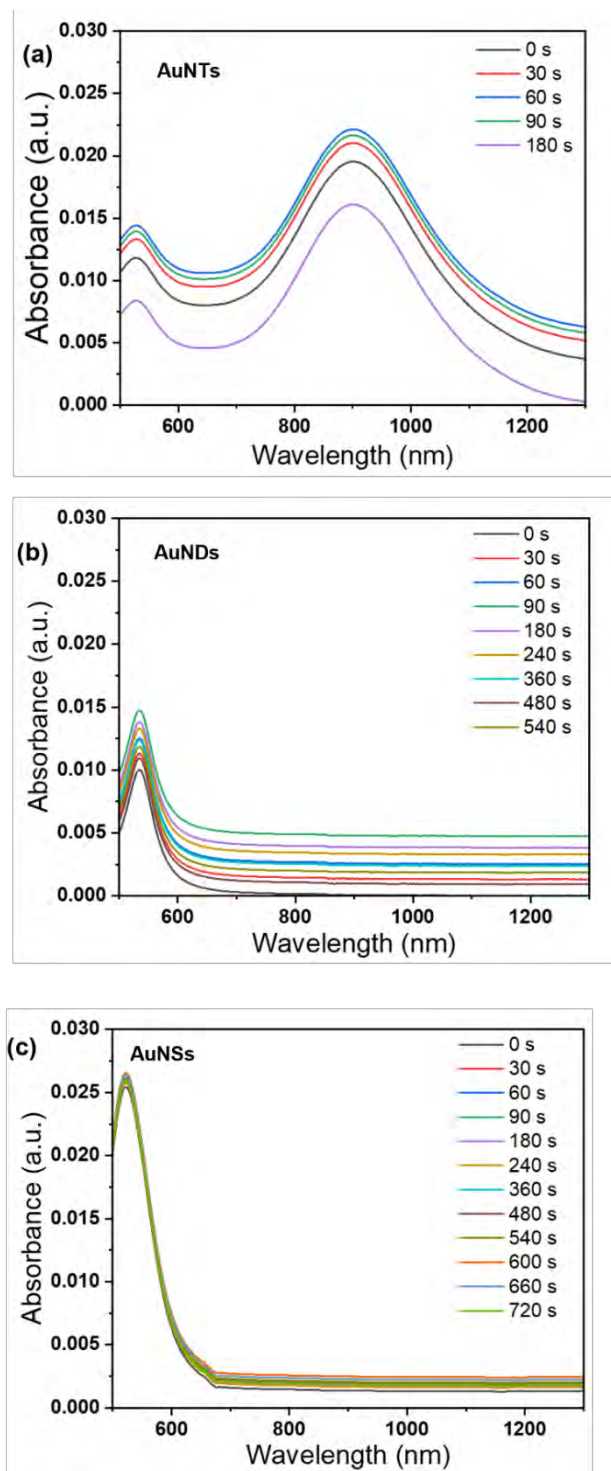 (a)
AuNTs
0 s
30 s
60 s
90 s
180 s
Absorbance (a.u.)
0.030
0.025
0.020
0.015
0.010
0.005
0.000
600 800 1000 1200
Wavelength (nm)
(b)
AuNDs
0 s
30 s
60 s
90 s
180 s
240 s
360 s
480 s
540 s
Absorbance (a.u.)
0.030
0.025
0.020
0.015
0.010
0.005
0.000
600 800 1000 1200
Wavelength (nm)
(c)
AuNSs
0 s
30 s
60 s
90 s
180 s
240 s
360 s
480 s
540 s
600 s
660 s
720 s
Absorbance (a.u.)
0.030
0.025
0.020
0.015
0.010
0.005
0.000
600 800 1000 1200
Wavelength (nm)